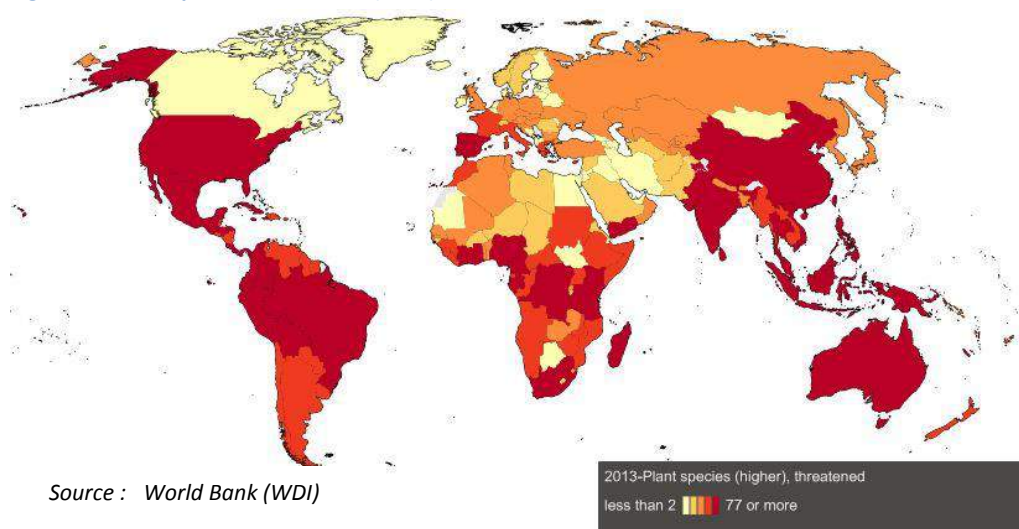 Source : World Bank (WDI)
2013-Plant species (higher), threatened
less than 2 77 or more